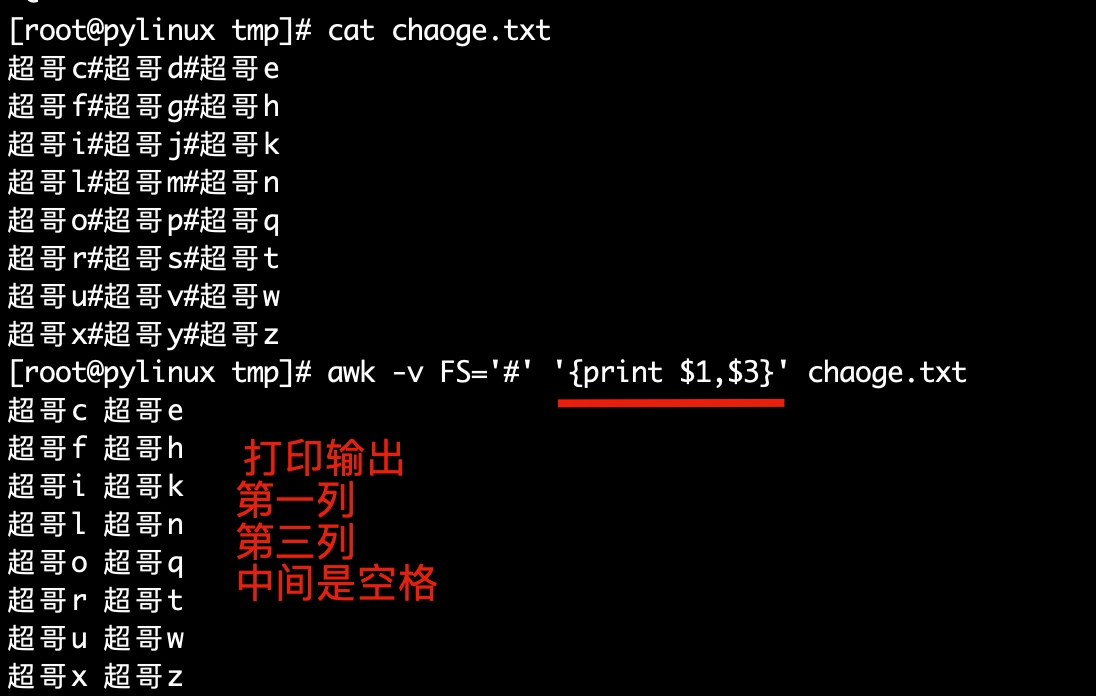 [root@pylinux tmp]# cat chaoge.txt
超哥c#超哥d#超哥e
超哥f#超哥g#超哥h
超哥i#超哥j#超哥k
超哥l#超哥m#超哥n
超哥o#超哥p#超哥q
超哥r#超哥s#超哥t
超哥u#超哥v#超哥w
超哥x#超哥y#超哥z
[root@pylinux tmp]# awk -v FS='#' '{print $1,$3}' chaoge.txt
超哥c 超哥e
超哥f 超哥h
超哥i 超哥k
超哥l 超哥n
超哥o 超哥q
超哥r 超哥t
超哥u 超哥w
超哥x 超哥z
打印输出
第一列
第三列
中间是空格